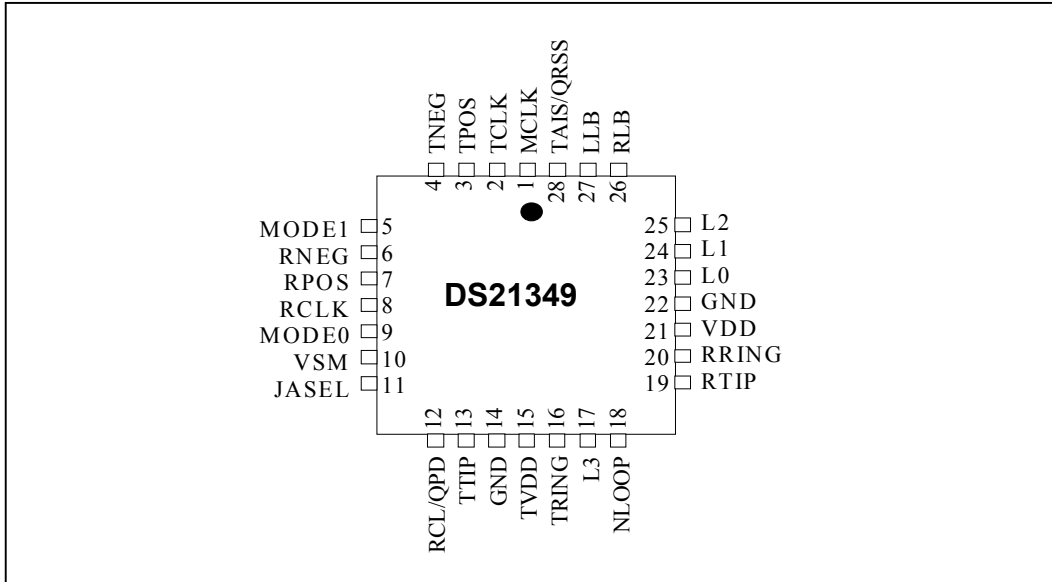 TNEG
TPOS
TCLK
MCLK
TAIS/QRSS
LLB
RLB
4
3
2
1
28
27
26
MODE1 5
RNEG 6
RPOS 7
RCLK 8
MODE0 9
VSM 10
JASEL 11
DS21349
25 L2
24 L1
23 L0
22 GND
21 VDD
20 RRING
19 RTIP
12
13
14
15
16
17
18
RCL/QPD
TTIP
GND
TVDD
TRING
L3
NLOOP